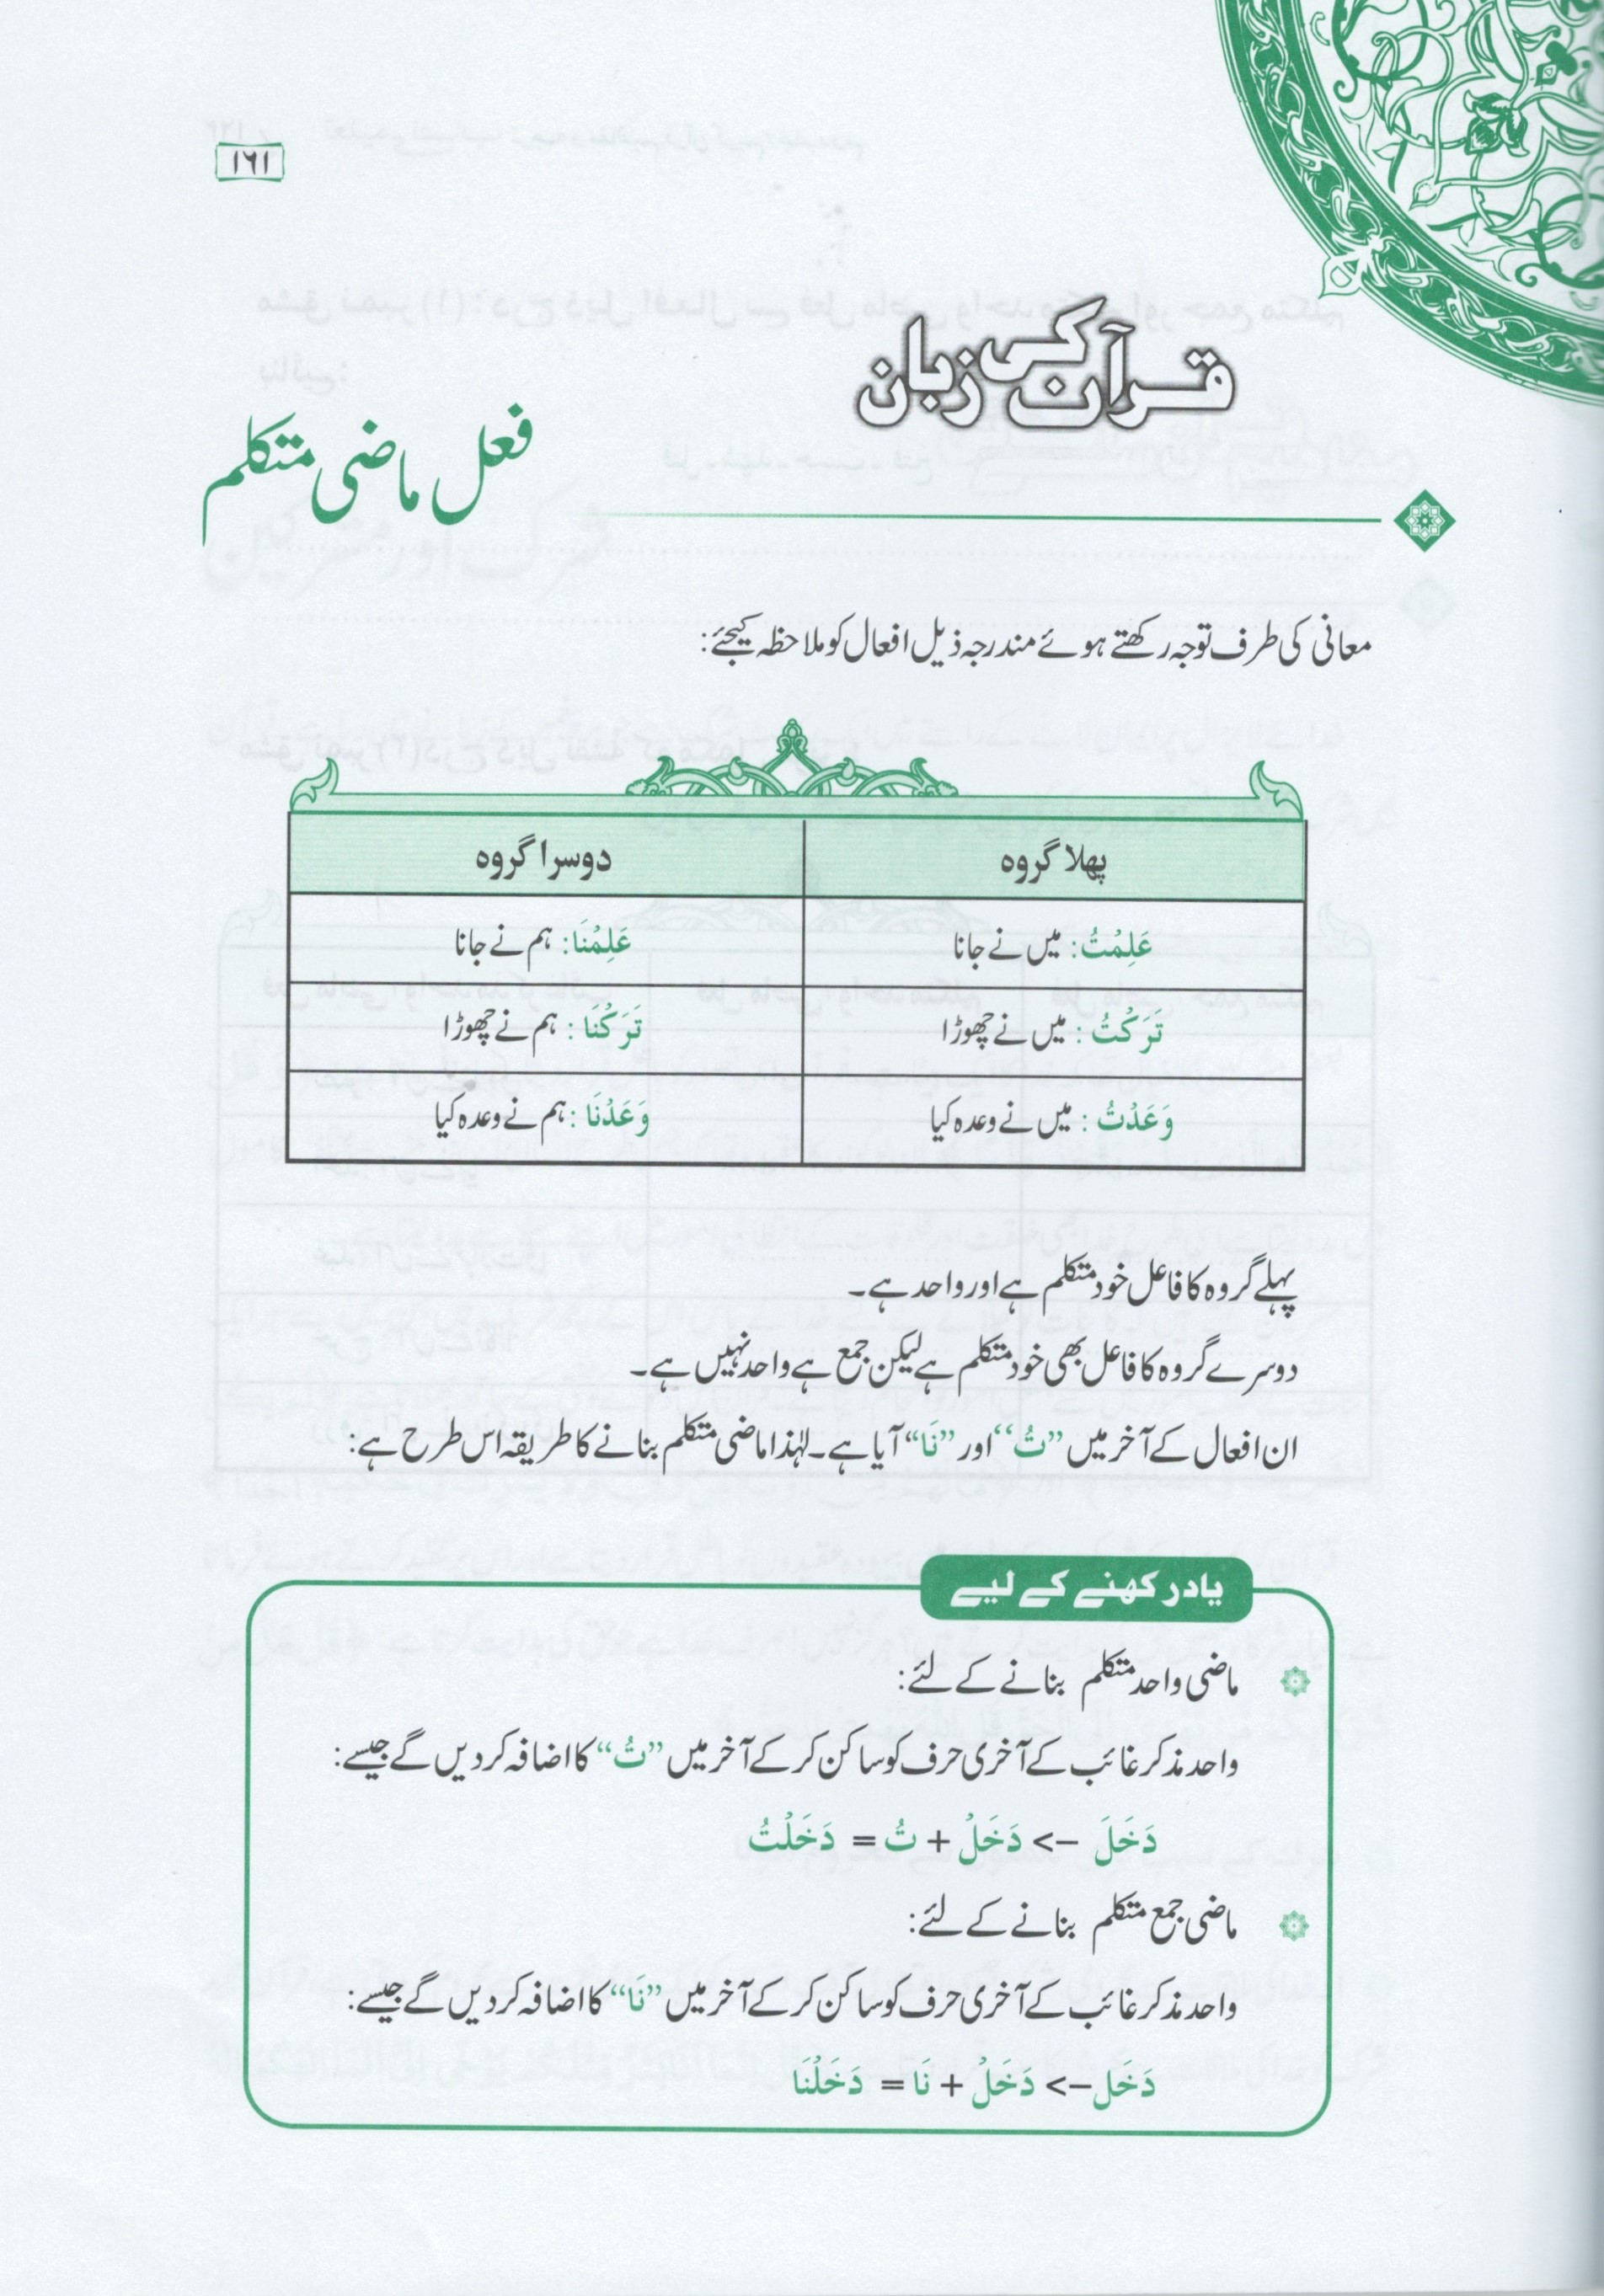 ۱۶۱
قرآن کی زبان
فعل ماضی متکلم
معانی کی طرف توجہ رکھتے ہوئے مندرجہ ذیل افعال کو ملاحظہ کیجئے:
پھلا گروہ دوسرا گروہ
عَلِمْتُ: میں نے جانا عَلِمْنَا: ہم نے جانا
تَرَكْتُ: میں نے چھوڑا تَرَكْنَا: ہم نے چھوڑا
وَعَدْتُ: میں نے وعدہ کیا وَعَدْنَا: ہم نے وعدہ کیا
پہلے گروہ کا فاعل خود متکلم ہے اور واحد ہے۔
دوسرے گروہ کا فاعل بھی خود متکلم ہے لیکن جمع ہے واحد نہیں ہے۔
ان افعال کے آخر میں ”تُ“ اور ”نَا“ آیا ہے۔ لہٰذا ماضی متکلم بنانے کا طریقہ اس طرح ہے:
یادر کھنے کے لیے
ماضی واحد متکلم بنانے کے لئے:
واحد مذکر غائب کے آخری حرف کو ساکن کر کے آخر میں ”تُ“ کا اضافہ کردیں گے جیسے:
دَخَلَ –> دَخَلْ + تُ = دَخَلْتُ
ماضی جمع متکلم بنانے کے لئے:
واحد مذکر غائب کے آخری حرف کو ساکن کر کے آخر میں ”نَا“ کا اضافہ کردیں گے جیسے:
دَخَل –> دَخَلْ + نَا = دَخَلْنَا